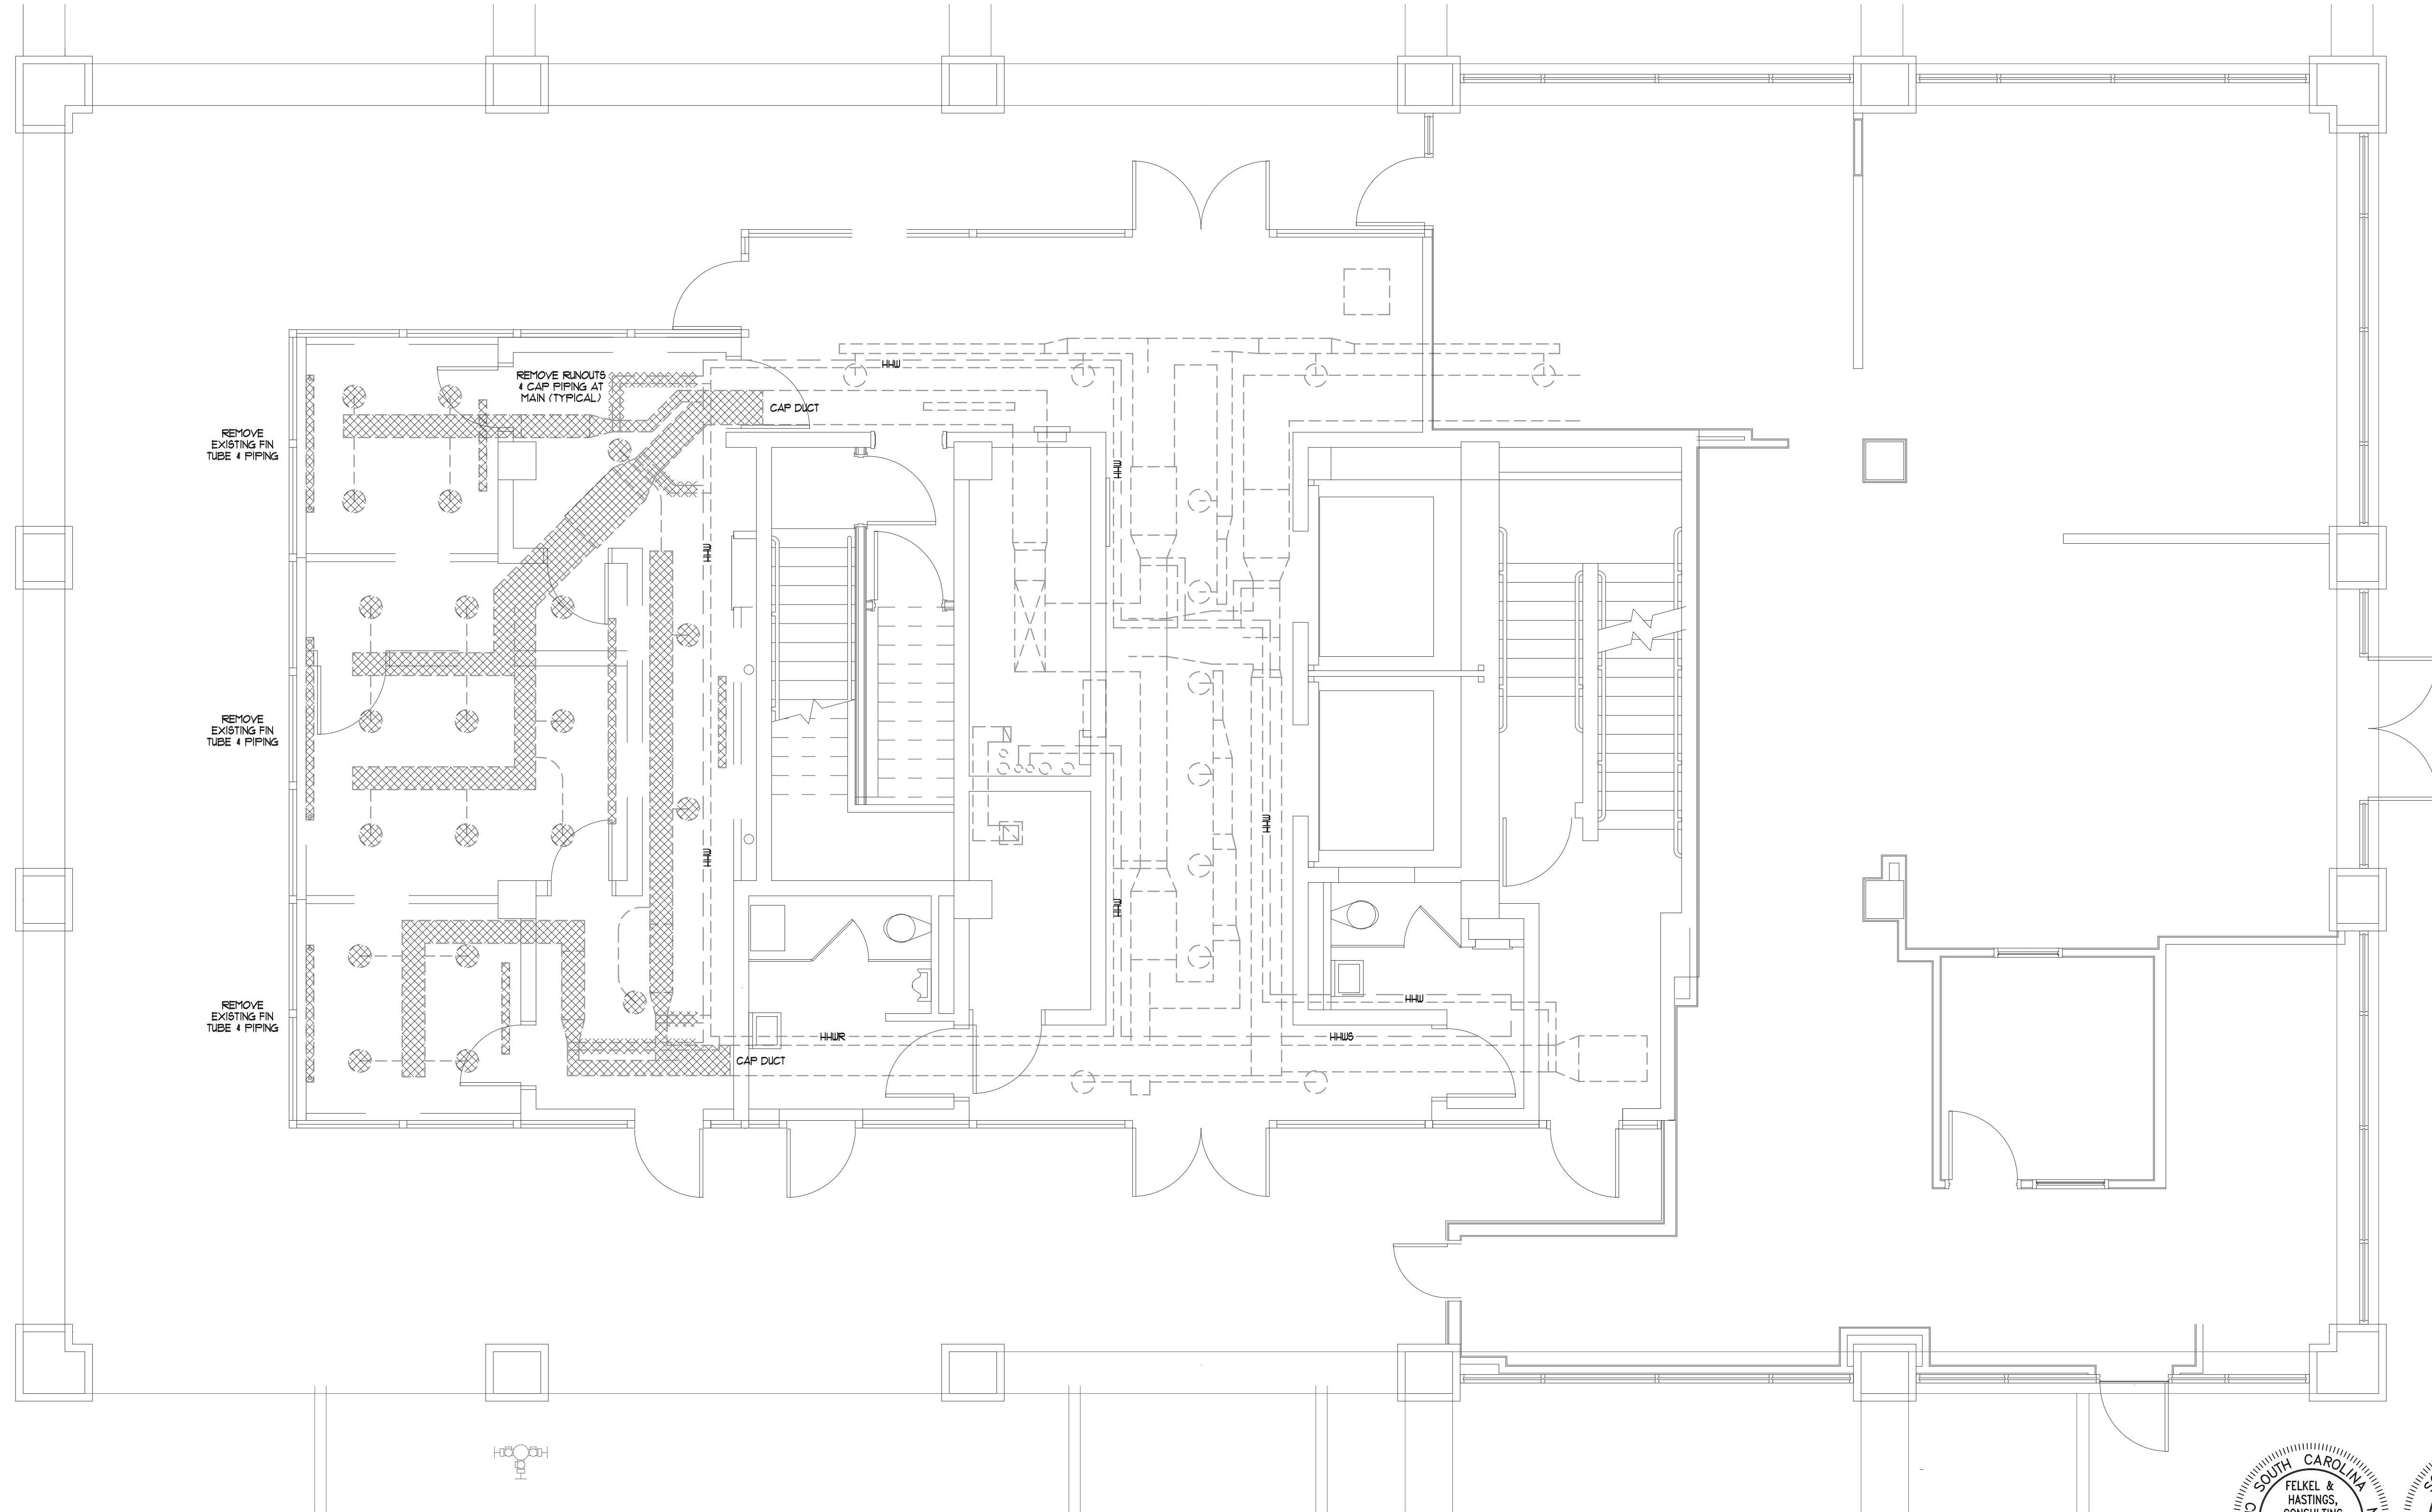 HHW
REMOVE RUNOUTS
& CAP PIPING AT
MAIN (TYPICAL)
CAP DUCT
REMOVE
EXISTING FIN
TUBE & PIPING
HHW
HHW
REMOVE
EXISTING FIN
TUBE & PIPING
HHW
HHW
HHW
HHW
REMOVE
EXISTING FIN
TUBE & PIPING
HHWR
HHWS
CAP DUCT
SOUTH CAROLINA
FELKEL &
HASTINGS,
CONSULTING